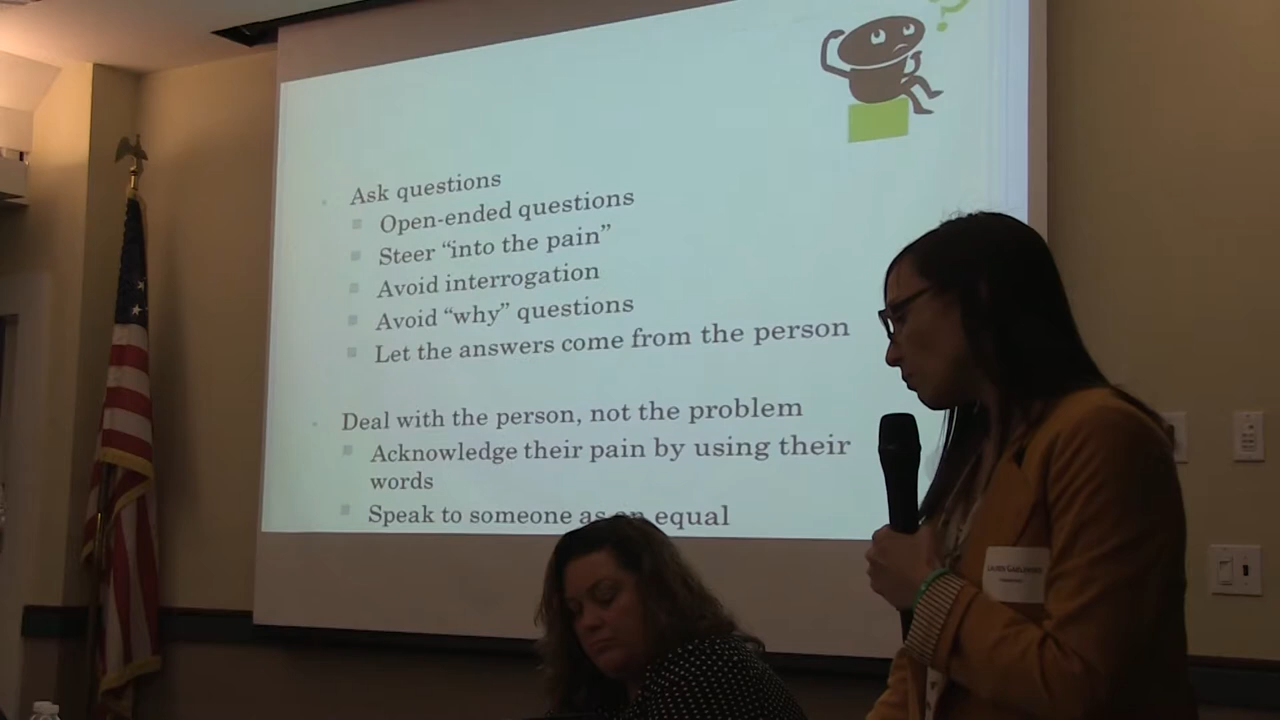 Ask questions
Open-ended questions
Steer “into the pain”
Avoid interrogation
Avoid “why” questions
Let the answers come from the person
Deal with the person, not the problem
Acknowledge their pain by using their
words
Speak to someone as an equal